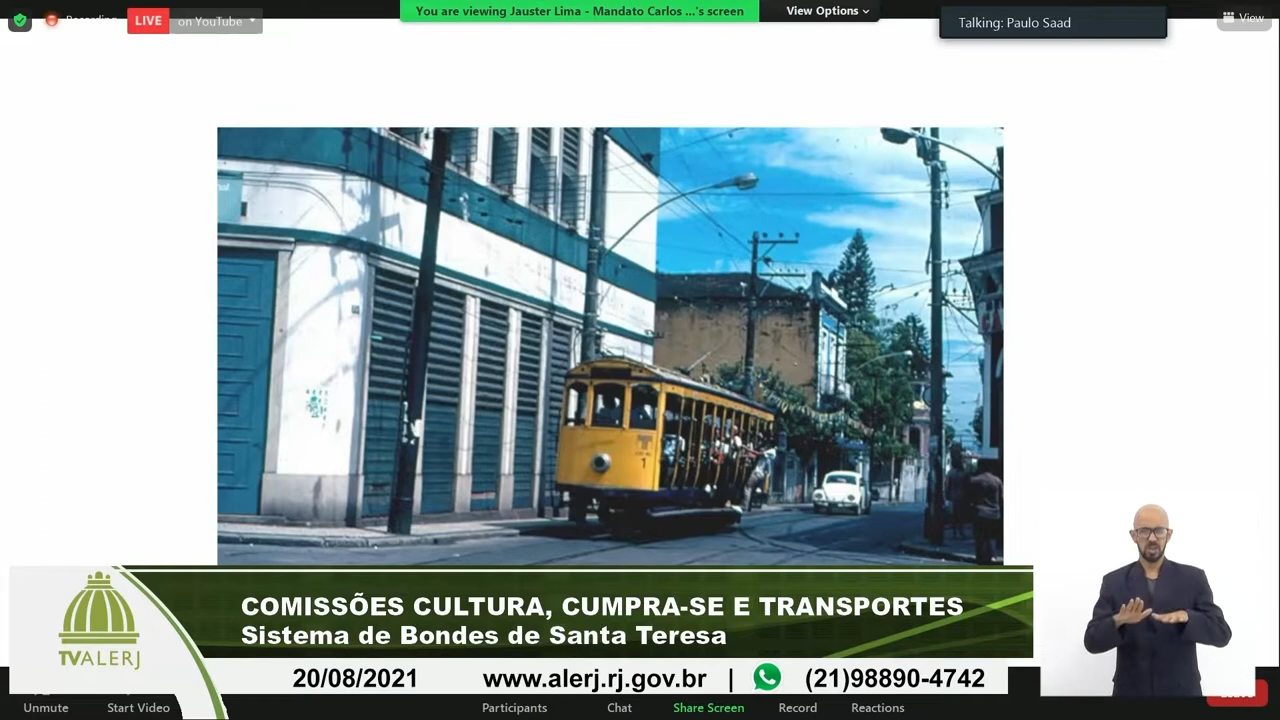 Recording
LIVE on YouTube
You are viewing Jauster Lima - Mandato Carlos ...'s screen
View Options
Talking: Paulo Saad
View
1
COMISSÕES CULTURA, CUMPRA-SE E TRANSPORTES
Sistema de Bondes de Santa Teresa
TVALERJ
20/08/2021
www.alerj.rj.gov.br | (21)98890-4742
Unmute
Start Video
Participants
Chat
Share Screen
Record
Reactions